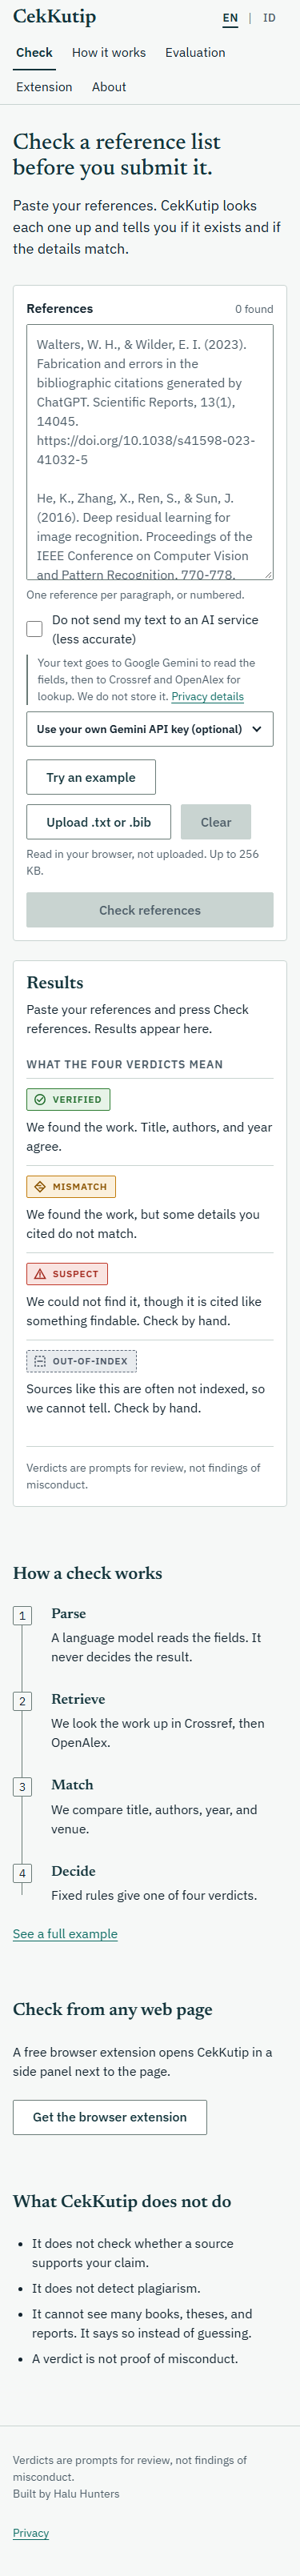 CekKutip
EN | ID
Check How it works Evaluation
Extension About
Check a reference list
before you submit it.
Paste your references. CekKutip looks
each one up and tells you if it exists and if
the details match.
References 0 found
Walters, W. H., & Wilder, E. I. (2023).
Fabrication and errors in the
bibliographic citations generated by
ChatGPT. Scientific Reports, 13(1),
14045.
https://doi.org/10.1038/s41598-023-
41032-5
He, K., Zhang, X., Ren, S., & Sun, J.
(2016). Deep residual learning for
image recognition. Proceedings of the
IEEE Conference on Computer Vision
and Pattern Recognition, 770-778.
One reference per paragraph, or numbered.
Do not send my text to an AI service
(less accurate)
Your text goes to Google Gemini to read the
fields, then to Crossref and OpenAlex for
lookup. We do not store it. Privacy details
Use your own Gemini API key (optional)
Try an example
Upload .txt or .bib Clear
Read in your browser, not uploaded. Up to 256
KB.
Check references
Results
Paste your references and press Check
references. Results appear here.
WHAT THE FOUR VERDICTS MEAN
VERIFIED
We found the work. Title, authors, and year
agree.
MISMATCH
We found the work, but some details you
cited do not match.
SUSPECT
We could not find it, though it is cited like
something findable. Check by hand.
OUT-OF-INDEX
Sources like this are often not indexed, so
we cannot tell. Check by hand.
Verdicts are prompts for review, not findings of
misconduct.
How a check works
1 Parse
A language model reads the fields. It
never decides the result.
2 Retrieve
We look the work up in Crossref, then
OpenAlex.
3 Match
We compare title, authors, year, and
venue.
4 Decide
Fixed rules give one of four verdicts.
See a full example
Check from any web page
A free browser extension opens CekKutip in a
side panel next to the page.
Get the browser extension
What CekKutip does not do
• It does not check whether a source
supports your claim.
• It does not detect plagiarism.
• It cannot see many books, theses, and
reports. It says so instead of guessing.
• A verdict is not proof of misconduct.
Verdicts are prompts for review, not findings of
misconduct.
Built by Halu Hunters
Privacy